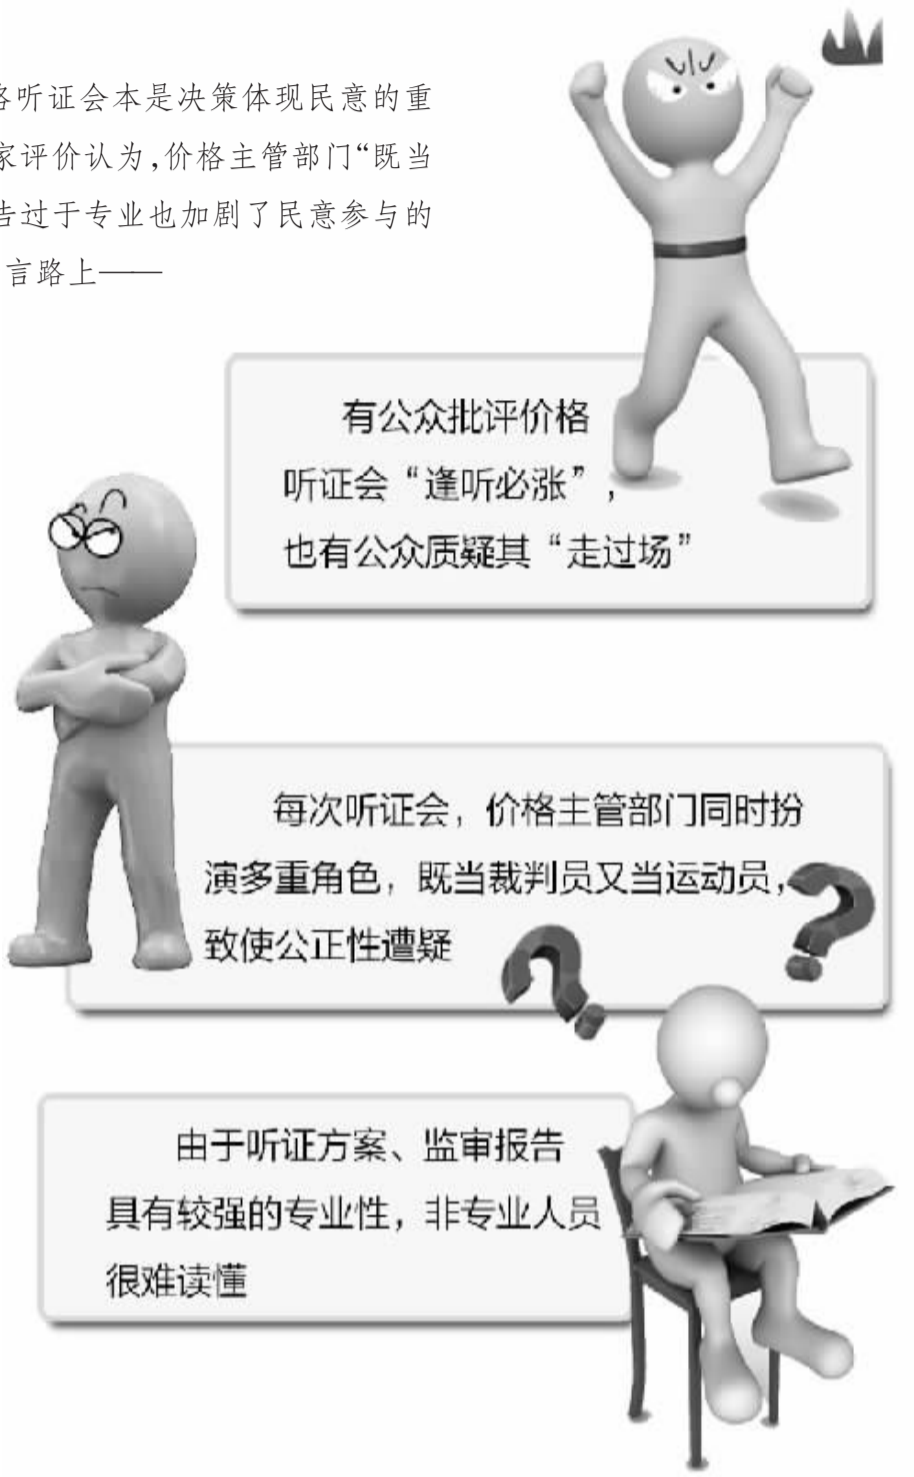 格听证会本是决策体现民意的重
家评价认为,价格主管部门“既当
告过于专业也加剧了民意参与的
言路上——
有公众批评价格
听证会“逢听必涨”,
也有公众质疑其“走过场”
每次听证会,价格主管部门同时扮
演多重角色,既当裁判员又当运动员,
致使公正性遭疑
由于听证方案、监审报告
具有较强的专业性,非专业人员
很难读懂